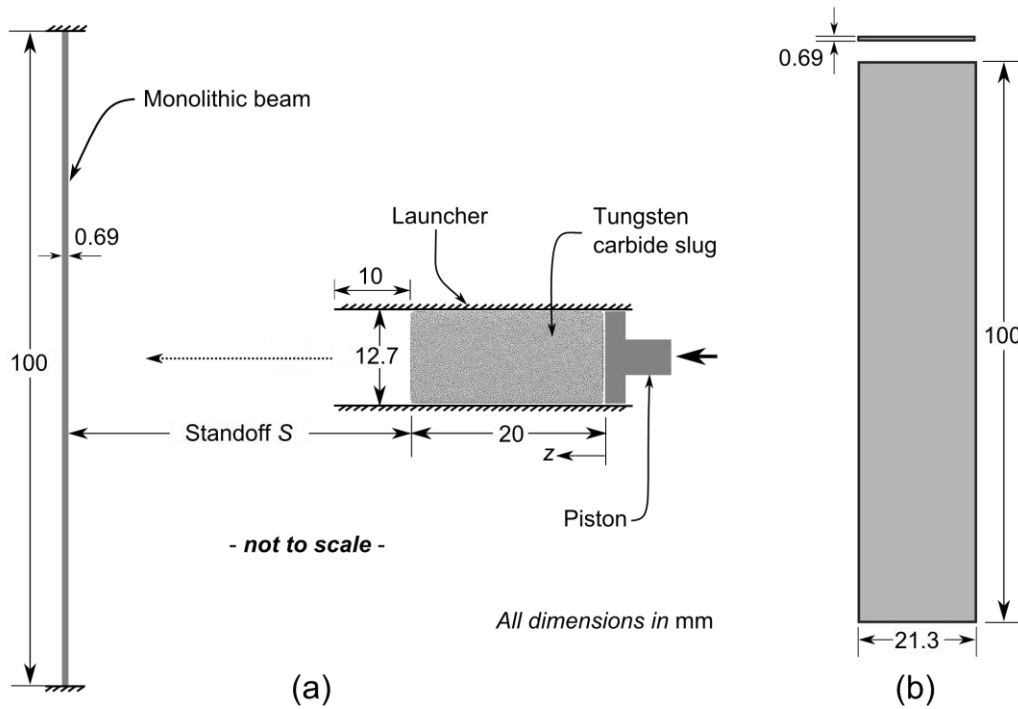 Monolithic beam
0.69
100
Launcher
Tungsten
carbide slug
10
12.7
Standoff S
20
z
Piston
- not to scale -
All dimensions in mm
(a)
0.69
100
21.3
(b)